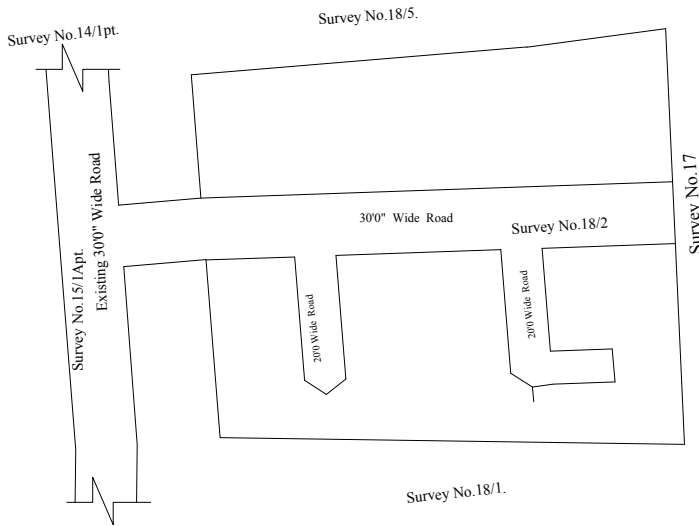 Survey No.14/1pt.
Survey No.18/5.
Survey No.15/1Apt.
Existing 30'0" Wide Road
30'0" Wide Road
Survey No.18/2
Survey No.17
20'0 Wide Road
20'0 Wide Road
Survey No.18/1.